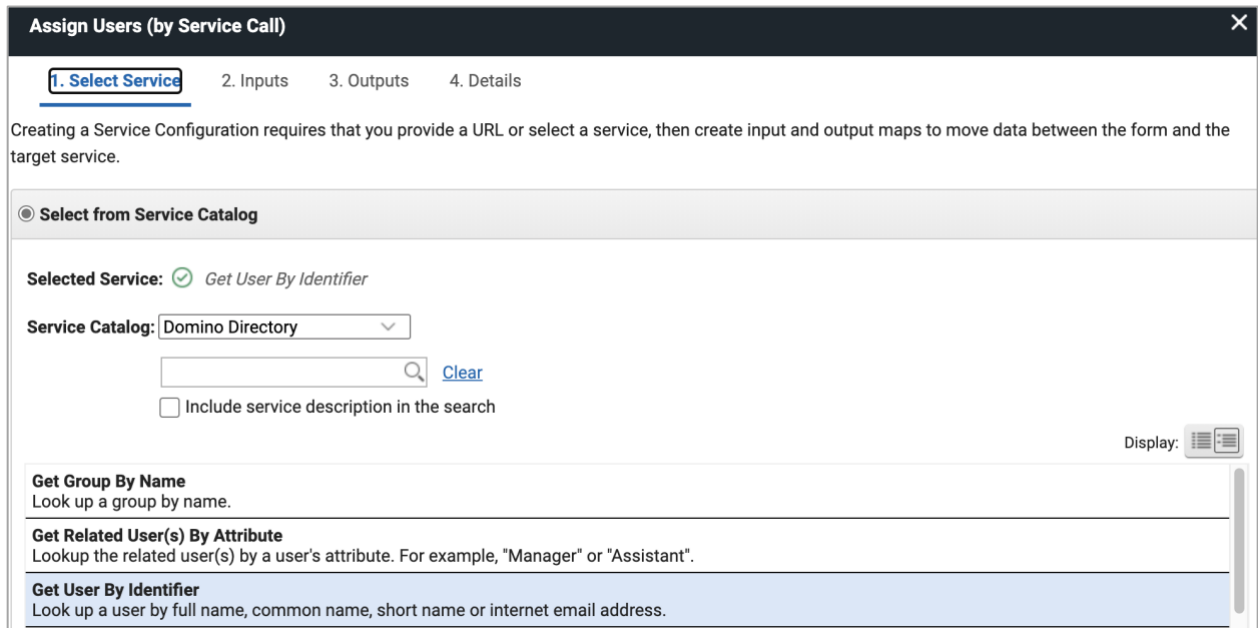 Assign Users (by Service Call)
1. Select Service 2. Inputs 3. Outputs 4. Details
Creating a Service Configuration requires that you provide a URL or select a service, then create input and output maps to move data between the form and the
target service.
Select from Service Catalog
Selected Service: Get User By Identifier
Service Catalog: Domino Directory
Clear
Include service description in the search
Display:
Get Group By Name
Look up a group by name.
Get Related User(s) By Attribute
Lookup the related user(s) by a user's attribute. For example, "Manager" or "Assistant".
Get User By Identifier
Look up a user by full name, common name, short name or internet email address.